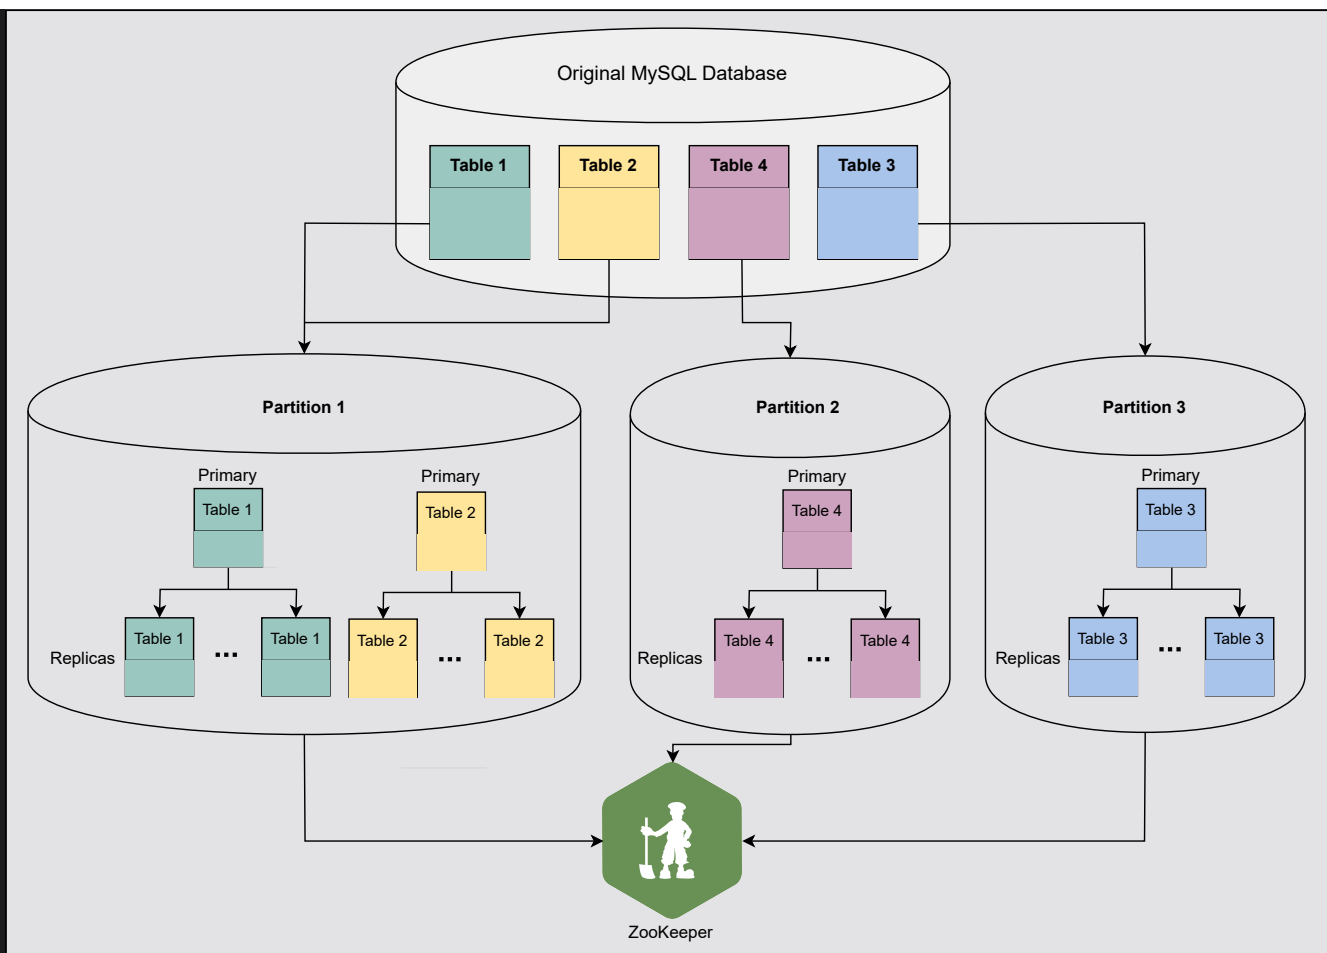 Original MySQL Database
Table 1
Table 2
Table 4
Table 3
Partition 1
Partition 2
Partition 3
Primary
Primary
Primary
Primary
Table 1
Table 2
Table 4
Table 3
Replicas
Table 1
...
Table 1
Table 2
...
Table 2
Replicas
Table 4
...
Table 4
Replicas
Table 3
...
Table 3
ZooKeeper